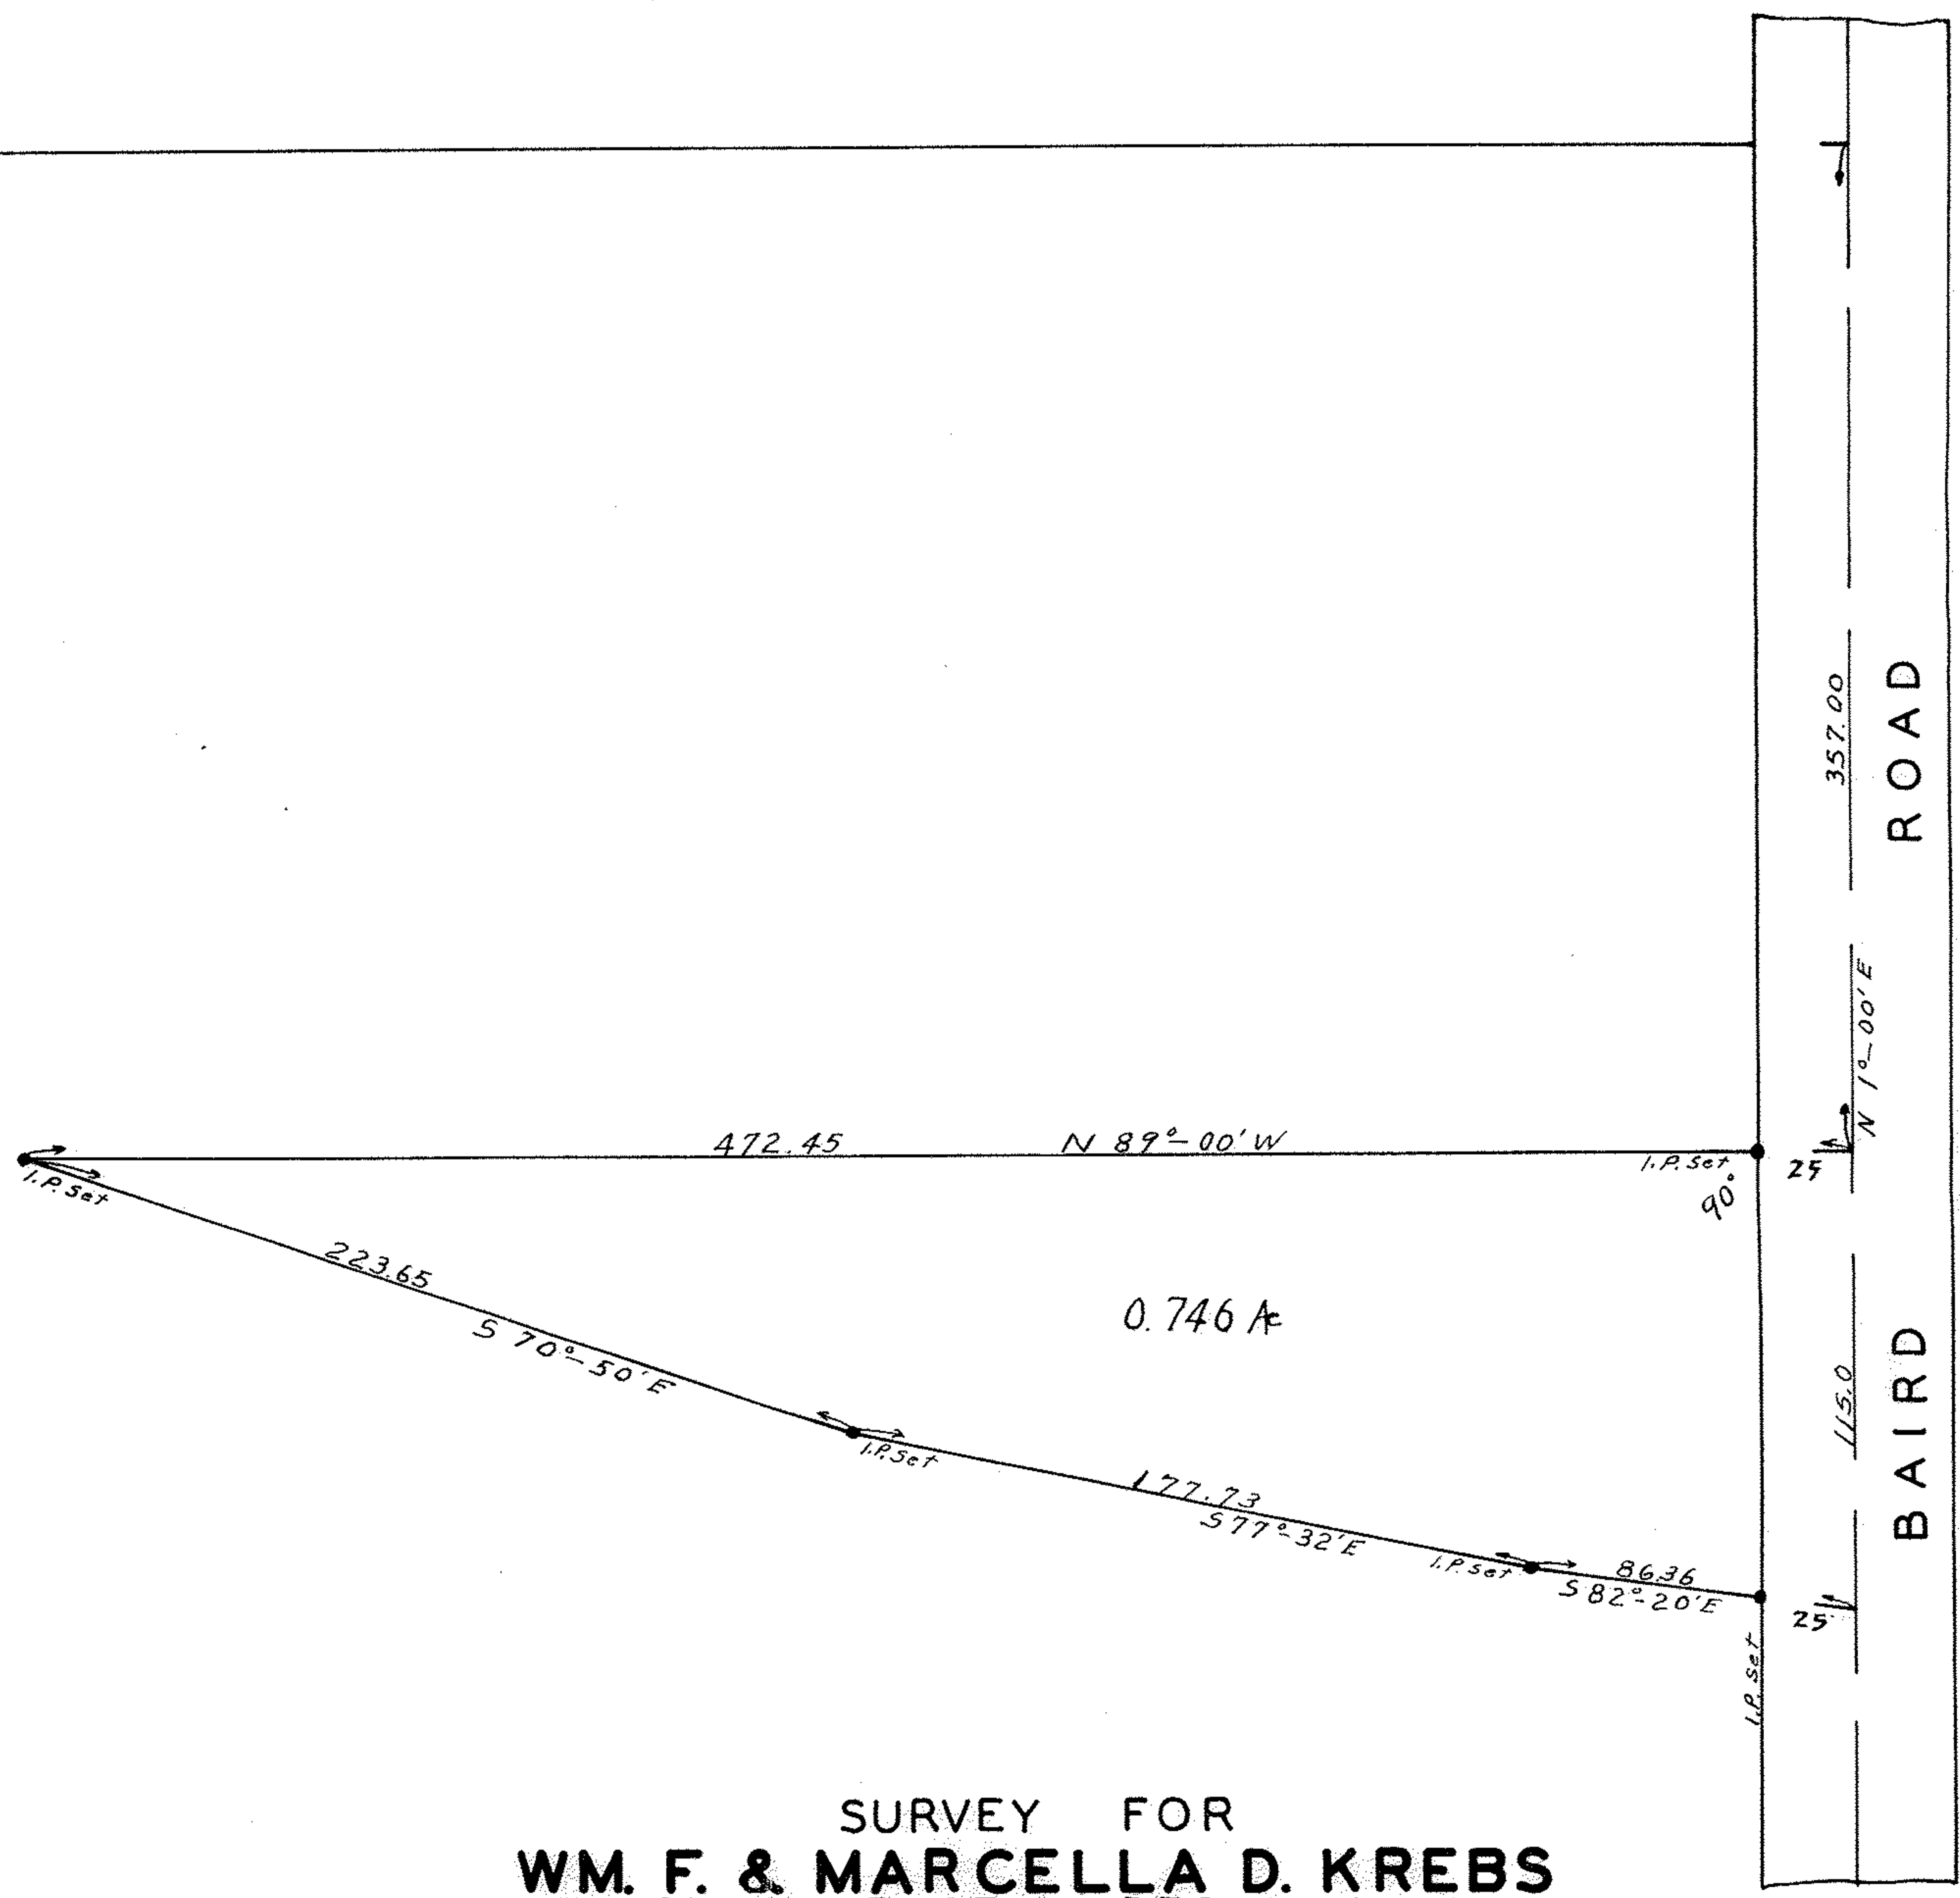 357.00
ROAD
N 1°-00' E
472.45 N 89°-00' W
I.P. Set
I.P. Set
25
90°
223.65
S 70°-50' E
0.746 Ac
115.0
BAIRD
I.P. Set
177.73
S 77°-32' E
I.P. Set
86.36
S 82°-20' E
25
I.P. Set
SURVEY FOR
WM. F. & MARCELLA D. KREBS